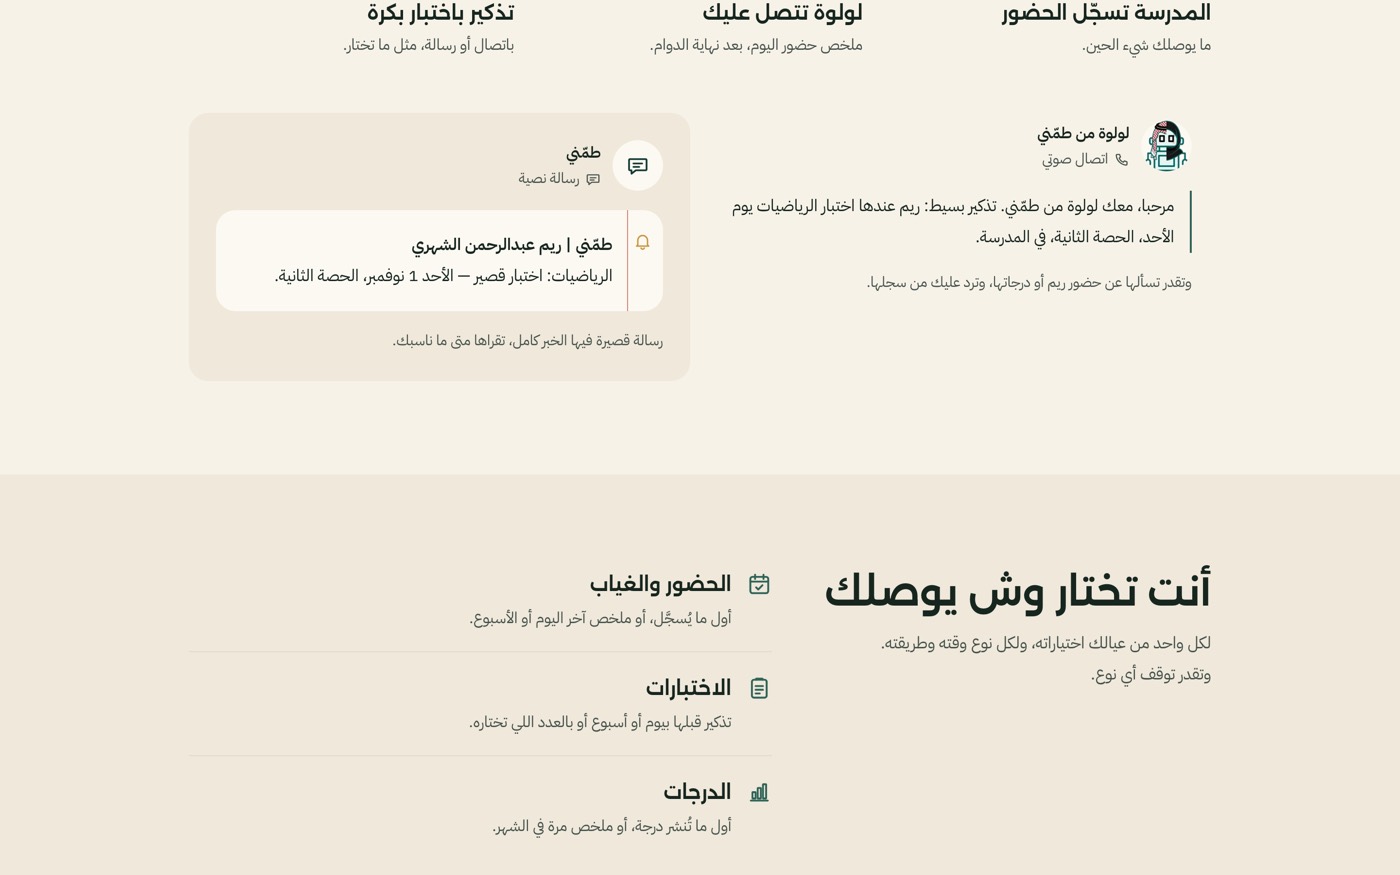 المدرسة تسجّل الحضور
ما يوصلك شيء الحين.
لولوة تتصل عليك
ملخص حضور اليوم، بعد نهاية الدوام.
تذكير باختبار بكرة
باتصال أو رسالة، مثل ما تختار.
لولوة من طمّني
اتصال صوتي
مرحبا، معك لولوة من طمّني. تذكير بسيط: ريم عندها اختبار الرياضيات يوم
الأحد، الحصة الثانية، في المدرسة.
وتقدر تسألها عن حضور ريم أو درجاتها، وترد عليك من سجلها.
طمّني
رسالة نصية
طمّني | ريم عبدالرحمن الشهري
الرياضيات: اختبار قصير — الأحد 1 نوفمبر، الحصة الثانية.
رسالة قصيرة فيها الخبر كامل، تقراها متى ما ناسبك.
أنت تختار وش يوصلك
لكل واحد من عيالك اختياراته، ولكل نوع وقته وطريقته.
وتقدر توقف أي نوع.
الحضور والغياب
أول ما يُسجَّل، أو ملخص آخر اليوم أو الأسبوع.
الاختبارات
تذكير قبلها بيوم أو أسبوع أو بالعدد اللي تختاره.
الدرجات
أول ما تُنشر درجة، أو ملخص مرة في الشهر.